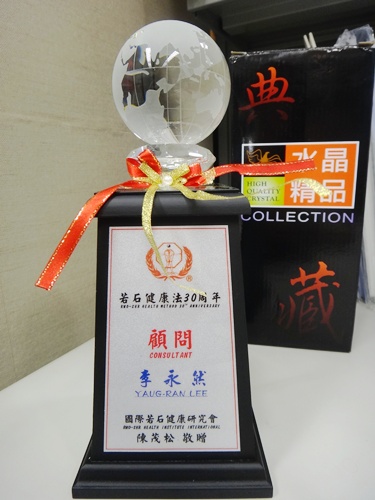 ®
若石健康法30周年
RWO-SHR HEALTH METHOD 30th ANNIVERSARY
顧問
CONSULTANT
李永然
YAUG-RAN LEE
國際若石健康研究會
RWO-SHR HEALTH INSTITUTE INTERNATIONAL
陳茂松 敬贈
典
水晶
精品
HIGH
QUALITY
CRYSTAL
COLLECTION
藏